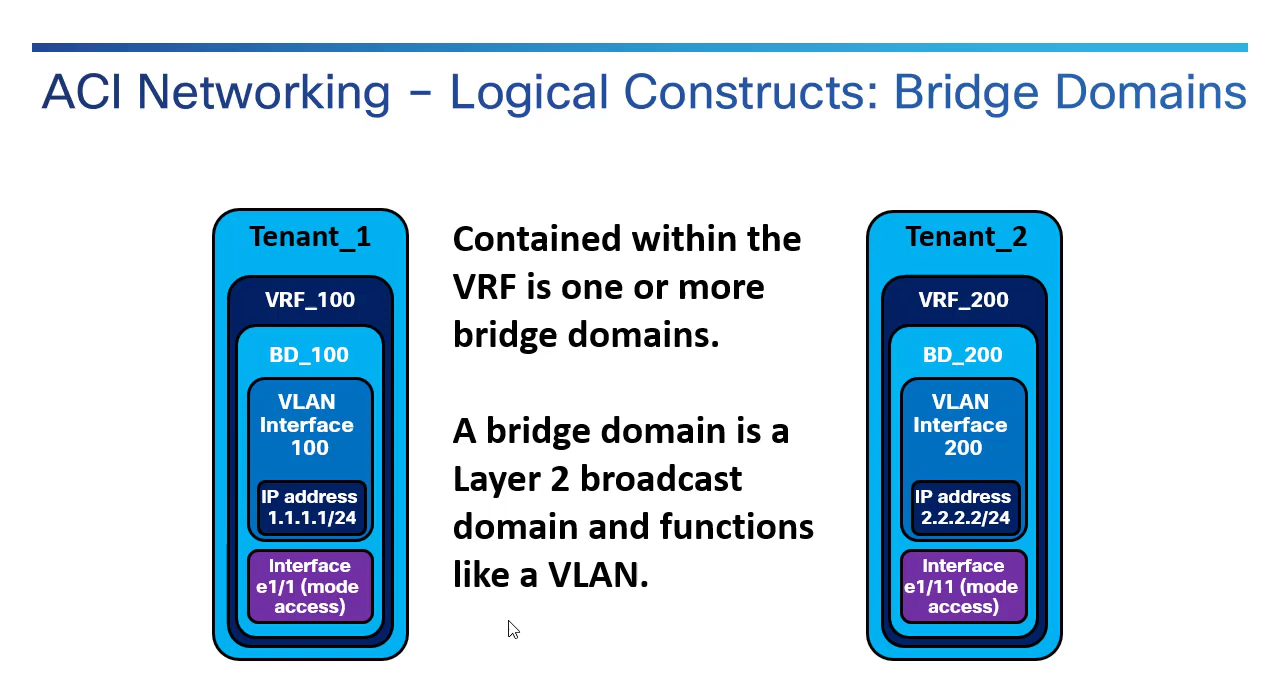 ACI Networking – Logical Constructs: Bridge Domains
Tenant_1
VRF_100
BD_100
VLAN
Interface
100
IP address
1.1.1.1/24
Interface
e1/1 (mode
access)
Contained within the
VRF is one or more
bridge domains.
A bridge domain is a
Layer 2 broadcast
domain and functions
like a VLAN.
Tenant_2
VRF_200
BD_200
VLAN
Interface
200
IP address
2.2.2.2/24
Interface
e1/11 (mode
access)